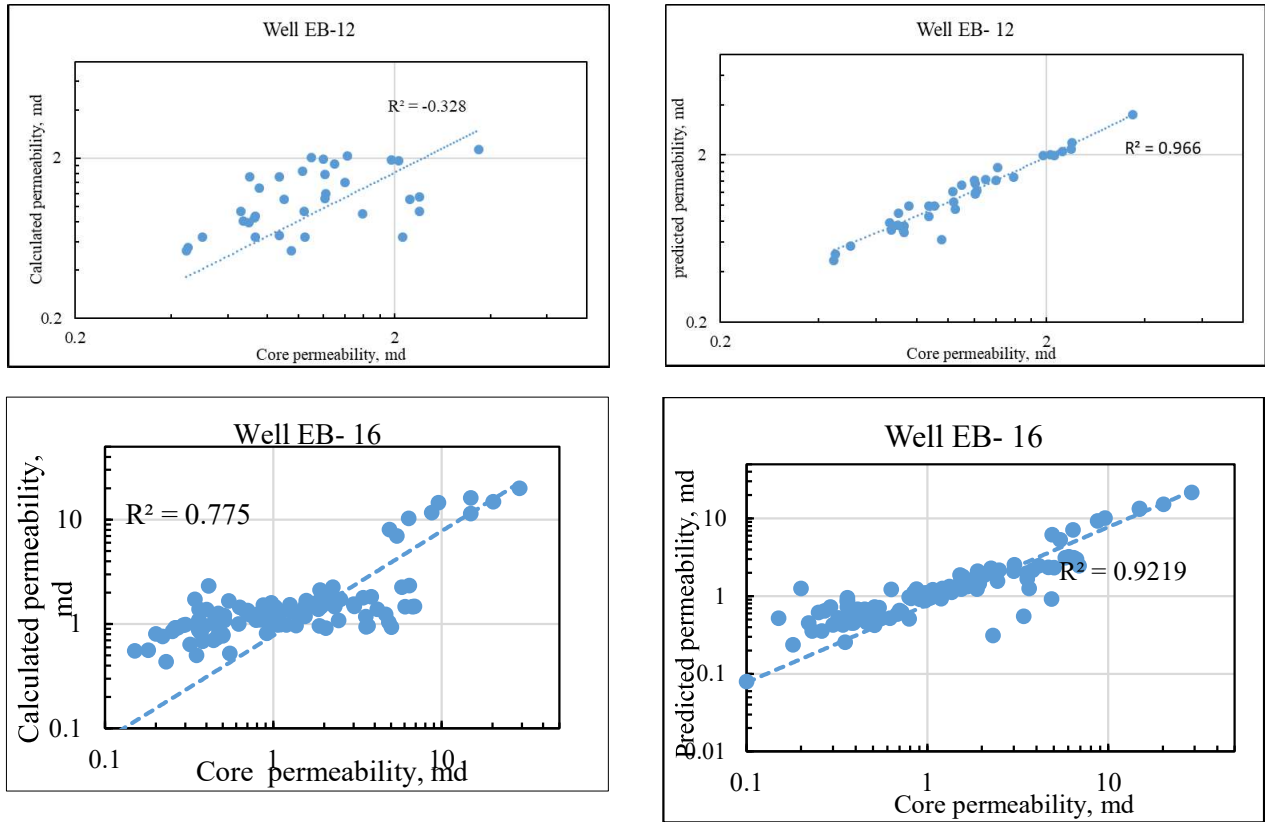 Well EB-12
Calculated permeability, md
R² = -0.328
2
0.2
0.2
2
Core permeability, md
Well EB- 12
predicted permeability, md
R² = 0.966
2
0.2
0.2
2
Core permeability, md
Well EB- 16
Calculated permeability,
md
R² = 0.775
10
1
0.1
0.1
1
10
Core permeability, md
Well EB- 16
Predicted permeability, md
R² = 0.9219
10
1
0.1
0.01
0.1
1
10
Core permeability, md